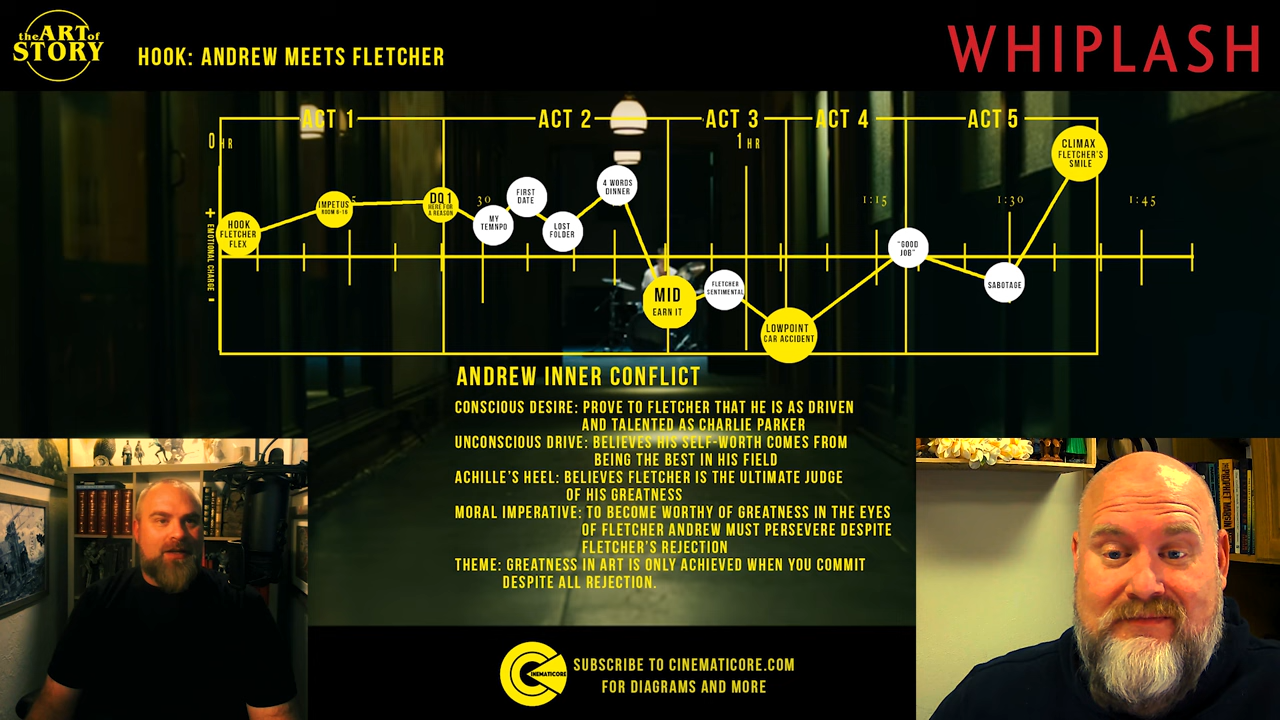 the ART of
STORY
HOOK: ANDREW MEETS FLETCHER
WHIPLASH
ACT 1
ACT 2
ACT 3
ACT 4
ACT 5
0 HR
1 HR
30
1:15
1:30
1:45
+ EMOTIONAL CHARGE -
HOOK
FLETCHER
FLEX
IMPETUS
ROOM B-16
DQ1
HERE FOR
A REASON
MY
TEMNPO
FIRST
DATE
LOST
FOLDER
4 WORDS
DINNER
MID
EARN IT
FLETCHER
SENTIMENTAL
LOWPOINT
CAR ACCIDENT
"GOOD
JOB"
SABOTAGE
CLIMAX
FLETCHER'S
SMILE
ANDREW INNER CONFLICT
CONSCIOUS DESIRE: PROVE TO FLETCHER THAT HE IS AS DRIVEN
AND TALENTED AS CHARLIE PARKER
UNCONSCIOUS DRIVE: BELIEVES HIS SELF-WORTH COMES FROM
BEING THE BEST IN HIS FIELD
ACHILLE'S HEEL: BELIEVES FLETCHER IS THE ULTIMATE JUDGE
OF HIS GREATNESS
MORAL IMPERATIVE: TO BECOME WORTHY OF GREATNESS IN THE EYES
OF FLETCHER ANDREW MUST PERSEVERE DESPITE
FLETCHER'S REJECTION
THEME: GREATNESS IN ART IS ONLY ACHIEVED WHEN YOU COMMIT
DESPITE ALL REJECTION.
CINEMATICORE
SUBSCRIBE TO CINEMATICORE.COM
FOR DIAGRAMS AND MORE